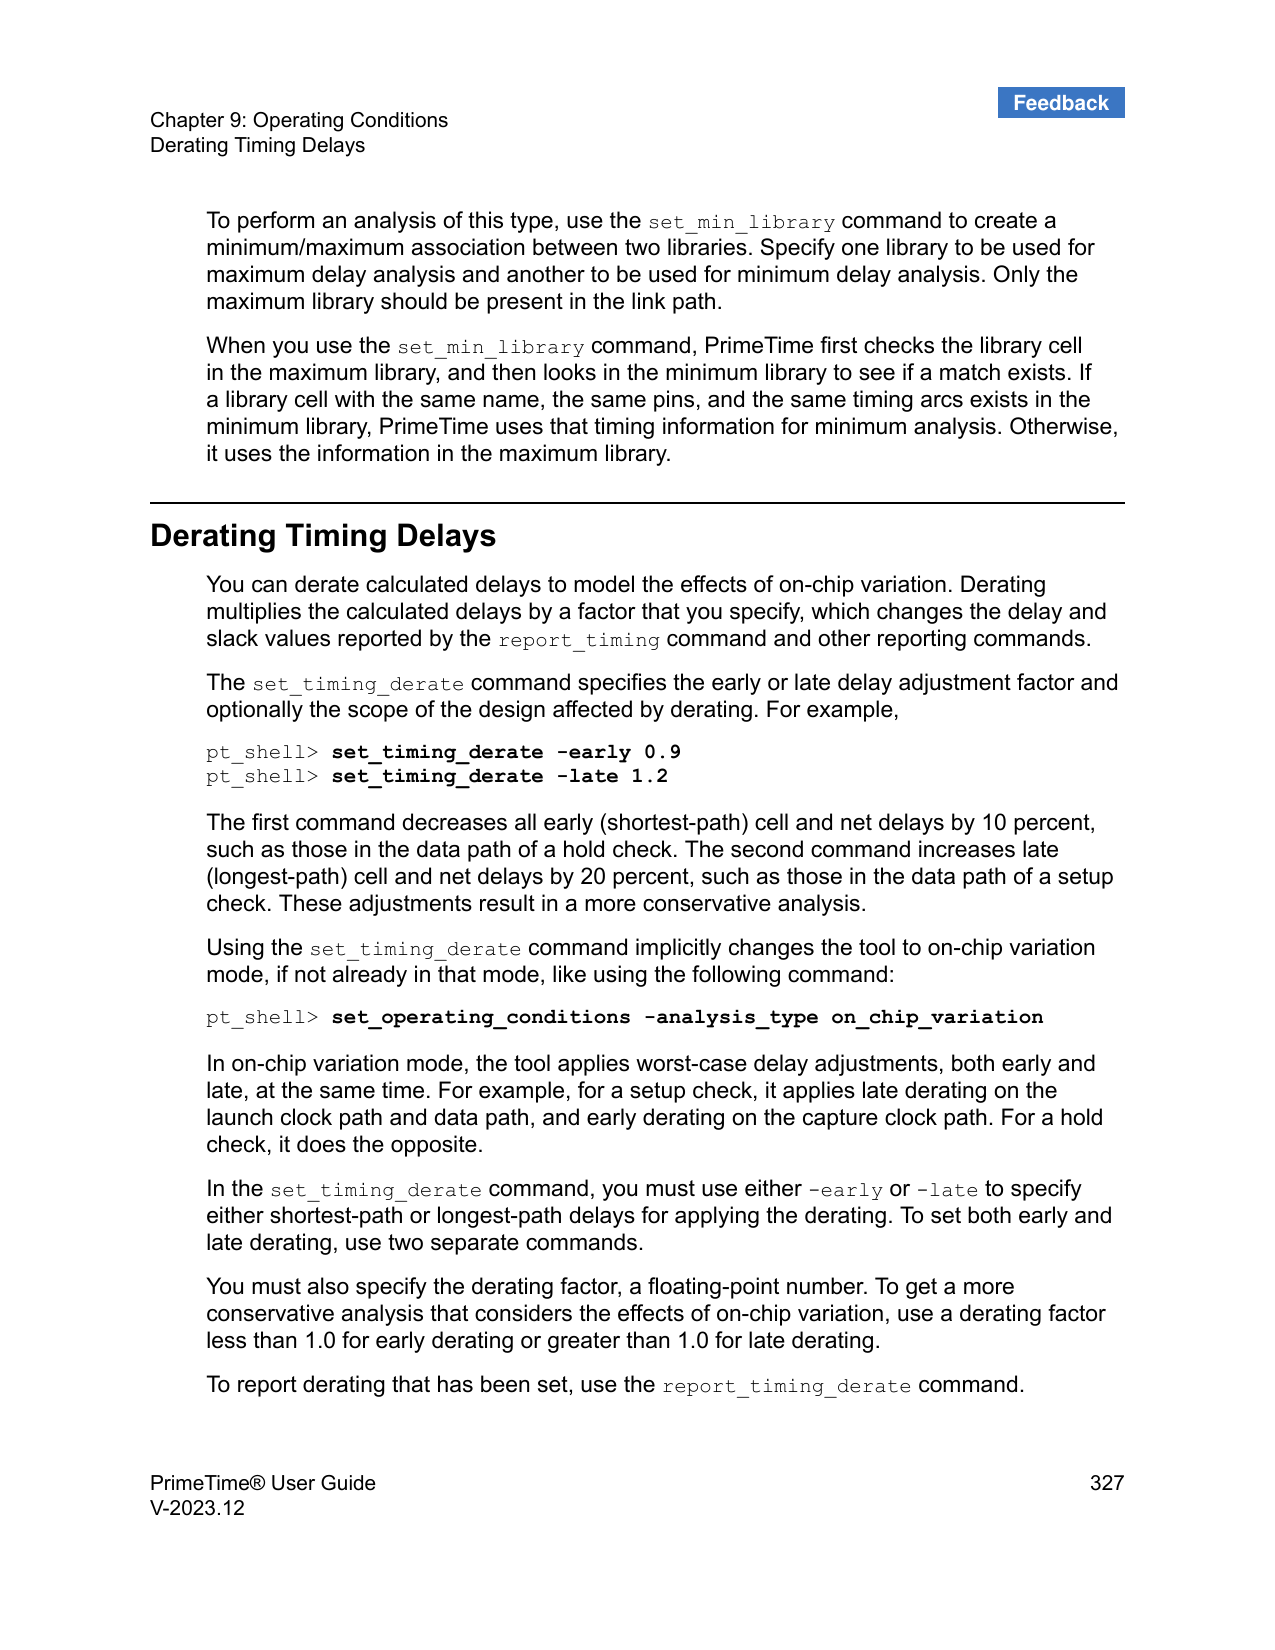 Feedback
Chapter 9: Operating Conditions
Derating Timing Delays
To perform an analysis of this type, use the set_min_library command to create a
minimum/maximum association between two libraries. Specify one library to be used for
maximum delay analysis and another to be used for minimum delay analysis. Only the
maximum library should be present in the link path.
When you use the set_min_library command, PrimeTime first checks the library cell
in the maximum library, and then looks in the minimum library to see if a match exists. If
a library cell with the same name, the same pins, and the same timing arcs exists in the
minimum library, PrimeTime uses that timing information for minimum analysis. Otherwise,
it uses the information in the maximum library.
Derating Timing Delays
You can derate calculated delays to model the effects of on-chip variation. Derating
multiplies the calculated delays by a factor that you specify, which changes the delay and
slack values reported by the report_timing command and other reporting commands.
The set_timing_derate command specifies the early or late delay adjustment factor and
optionally the scope of the design affected by derating. For example,
pt_shell> set_timing_derate -early 0.9
pt_shell> set_timing_derate -late 1.2
The first command decreases all early (shortest-path) cell and net delays by 10 percent,
such as those in the data path of a hold check. The second command increases late
(longest-path) cell and net delays by 20 percent, such as those in the data path of a setup
check. These adjustments result in a more conservative analysis.
Using the set_timing_derate command implicitly changes the tool to on-chip variation
mode, if not already in that mode, like using the following command:
pt_shell> set_operating_conditions -analysis_type on_chip_variation
In on-chip variation mode, the tool applies worst-case delay adjustments, both early and
late, at the same time. For example, for a setup check, it applies late derating on the
launch clock path and data path, and early derating on the capture clock path. For a hold
check, it does the opposite.
In the set_timing_derate command, you must use either -early or -late to specify
either shortest-path or longest-path delays for applying the derating. To set both early and
late derating, use two separate commands.
You must also specify the derating factor, a floating-point number. To get a more
conservative analysis that considers the effects of on-chip variation, use a derating factor
less than 1.0 for early derating or greater than 1.0 for late derating.
To report derating that has been set, use the report_timing_derate command.
PrimeTime® User Guide 327
V-2023.12